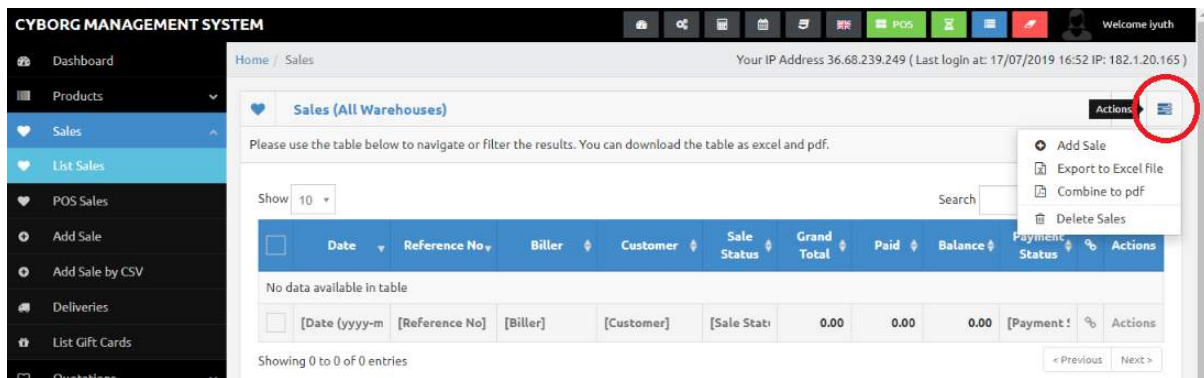 CYBORG MANAGEMENT SYSTEM
POS
Welcome iyuth
Dashboard
Products
Sales
List Sales
POS Sales
Add Sale
Add Sale by CSV
Deliveries
List Gift Cards
Quotations
Home / Sales
Your IP Address 36.68.239.249 ( Last login at: 17/07/2019 16:52 IP: 182.1.20.165 )
Sales (All Warehouses)
Actions
Please use the table below to navigate or filter the results. You can download the table as excel and pdf.
Add Sale
Export to Excel file
Combine to pdf
Delete Sales
Show 10
Search
Date Reference No Biller Customer Sale Status Grand Total Paid Balance Payment Status Actions
No data available in table
[Date (yyyy-m [Reference No] [Biller] [Customer] [Sale Stat 0.00 0.00 0.00 [Payment Actions
Showing 0 to 0 of 0 entries
< Previous Next >